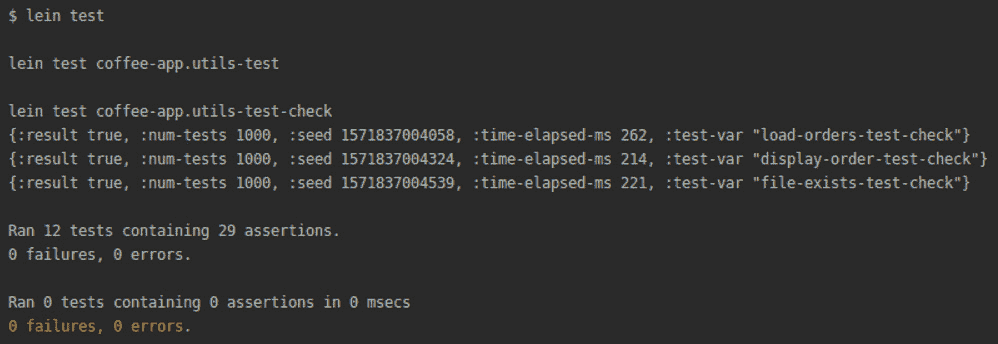 $ lein test
lein test coffee-app.utils-test
lein test coffee-app.utils-test-check
{:result true, :num-tests 1000, :seed 1571837004058, :time-elapsed-ms 262, :test-var "load-orders-test-check"}
{:result true, :num-tests 1000, :seed 1571837004324, :time-elapsed-ms 214, :test-var "display-order-test-check"}
{:result true, :num-tests 1000, :seed 1571837004539, :time-elapsed-ms 221, :test-var "file-exists-test-check"}
Ran 12 tests containing 29 assertions.
0 failures, 0 errors.
Ran 0 tests containing 0 assertions in 0 msecs
0 failures, 0 errors.